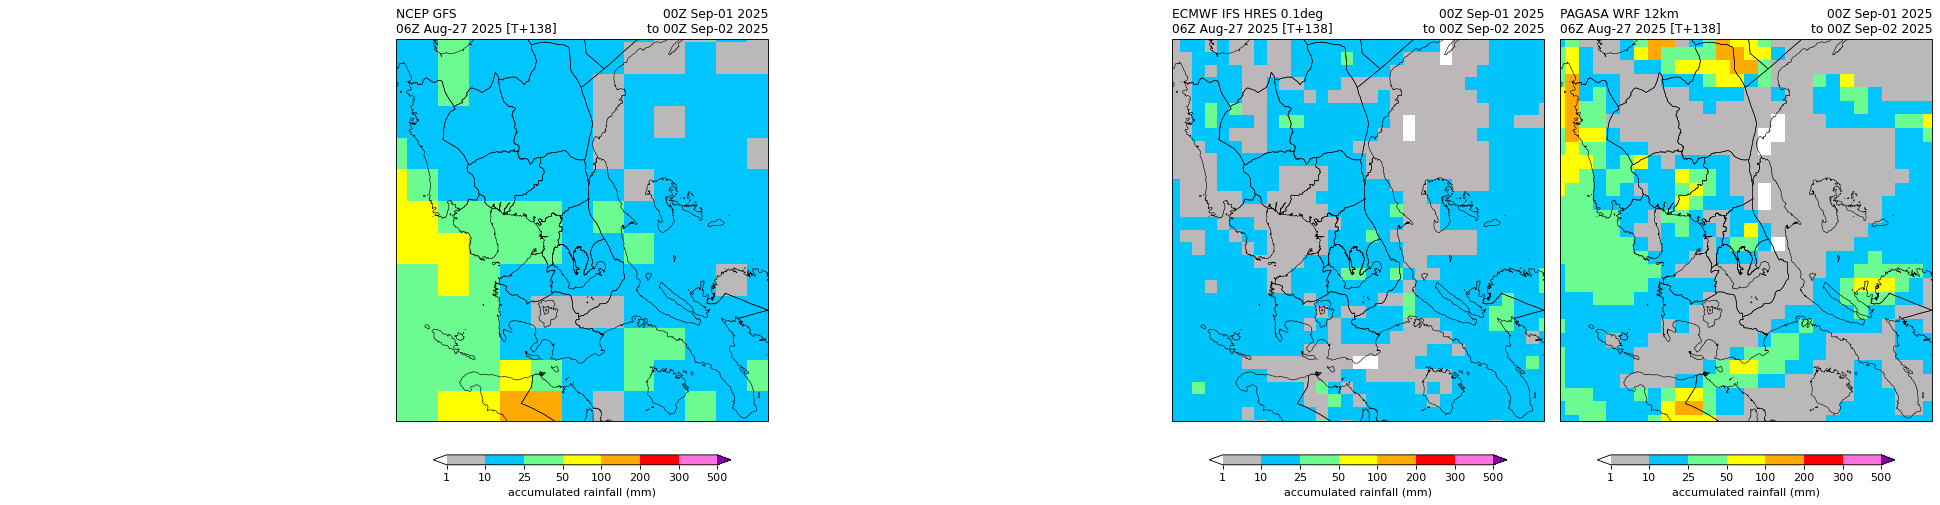 NCEP GFS 00Z Sep-01 2025
06Z Aug-27 2025 [T+138] to 00Z Sep-02 2025
1 10 25 50 100 200 300 500
accumulated rainfall (mm)
ECMWF IFS HRES 0.1deg 00Z Sep-01 2025
06Z Aug-27 2025 [T+138] to 00Z Sep-02 2025
1 10 25 50 100 200 300 500
accumulated rainfall (mm)
PAGASA WRF 12km 00Z Sep-01 2025
06Z Aug-27 2025 [T+138] to 00Z Sep-02 2025
1 10 25 50 100 200 300 500
accumulated rainfall (mm)